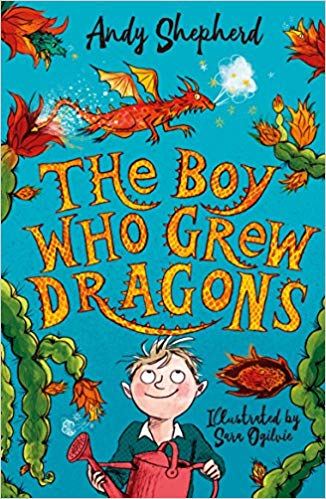 Andy Shepherd
THE BOY
WHO GREW
DRAGONS
Illustrated by
Sara Ogilvie